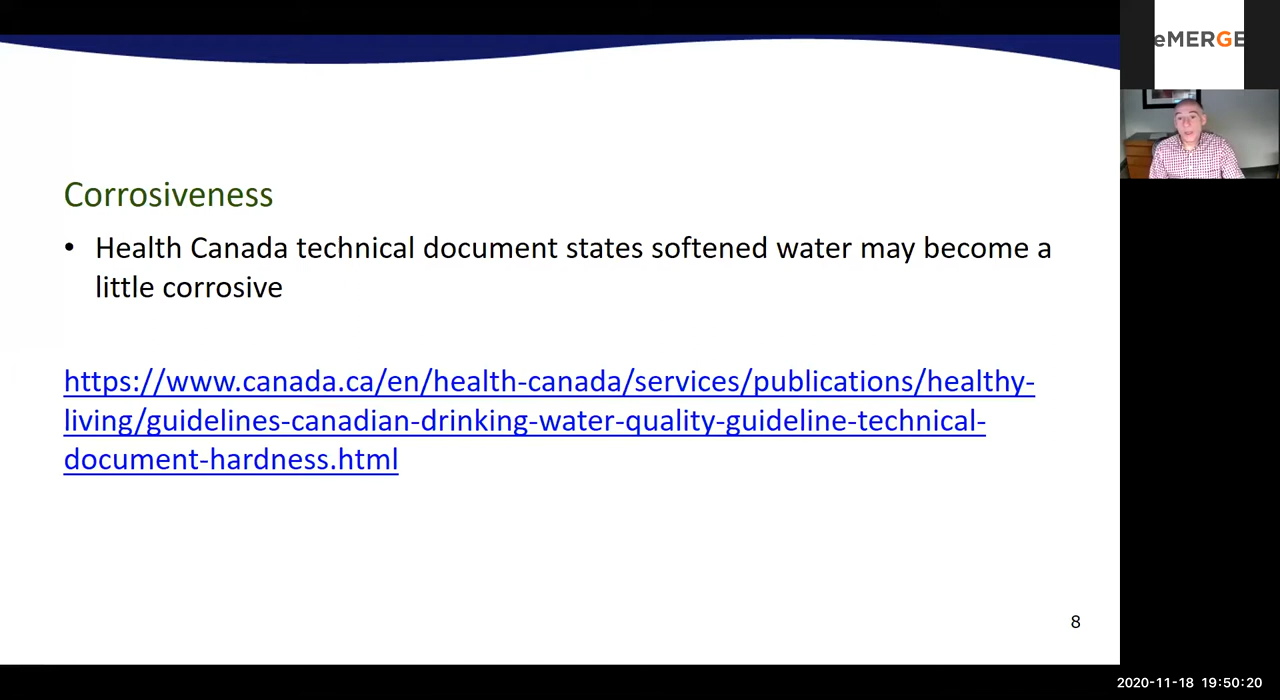 eMERGE
Corrosiveness
• Health Canada technical document states softened water may become a
little corrosive
https://www.canada.ca/en/health-canada/services/publications/healthy-
living/guidelines-canadian-drinking-water-quality-guideline-technical-
document-hardness.html
8
2020-11-18 19:50:20